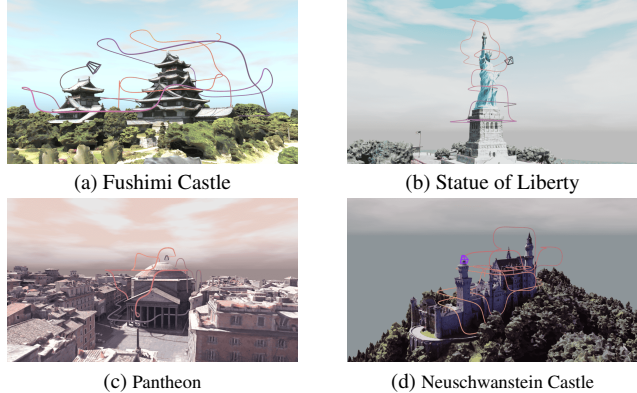 (a) Fushimi Castle
(b) Statue of Liberty
(c) Pantheon
(d) Neuschwanstein Castle